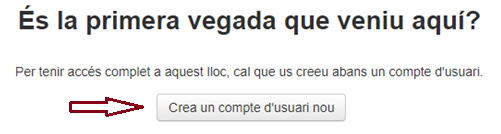 És la primera vegada que veniu aquí?
Per tenir accés complet a aquest lloc, cal que us creeu abans un compte d'usuari.
Crea un compte d'usuari nou